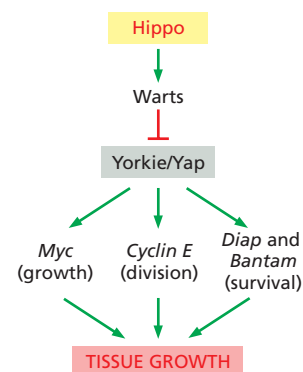 Hippo
Warts
Yorkie/Yap
Myc
(growth)
Cyclin E
(division)
Diap and
Bantam
(survival)
TISSUE GROWTH